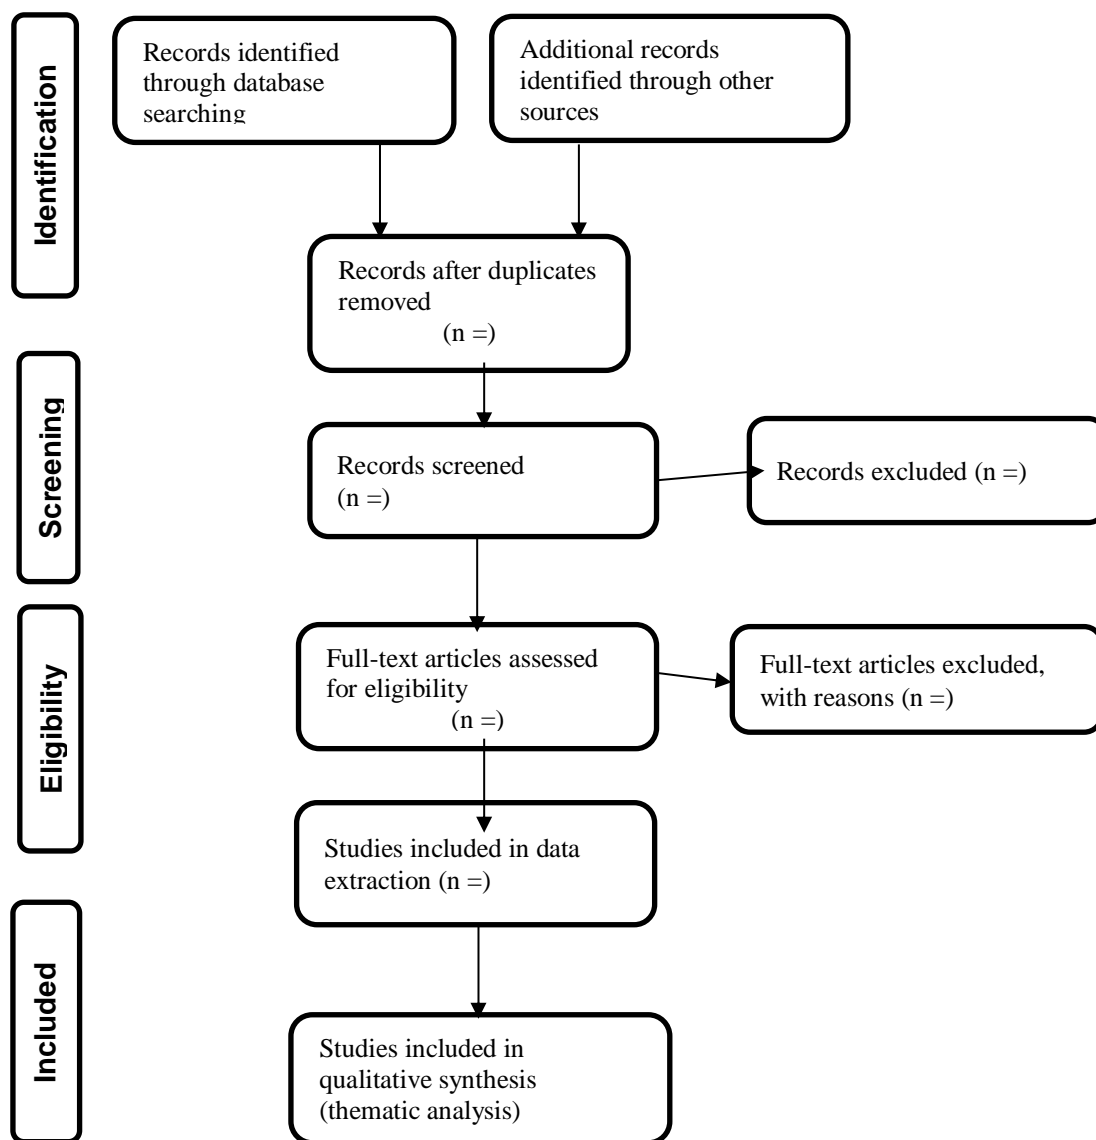 Identification
Records identified
through database
searching
Additional records
identified through other
sources
Records after duplicates
removed
(n =)
Screening
Records screened
(n =)
Records excluded (n =)
Eligibility
Full-text articles assessed
for eligibility
(n =)
Full-text articles excluded,
with reasons (n =)
Studies included in data
extraction (n =)
Included
Studies included in
qualitative synthesis
(thematic analysis)